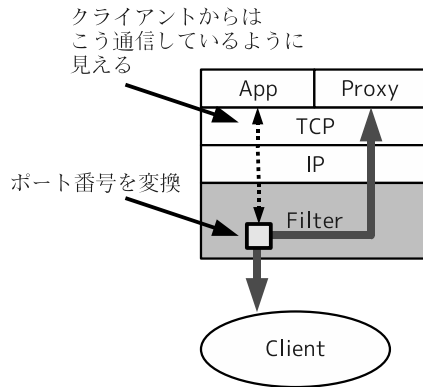 クライアントからは
こう通信しているように
見える
App
Proxy
TCP
IP
ポート番号を変換
Filter
Client